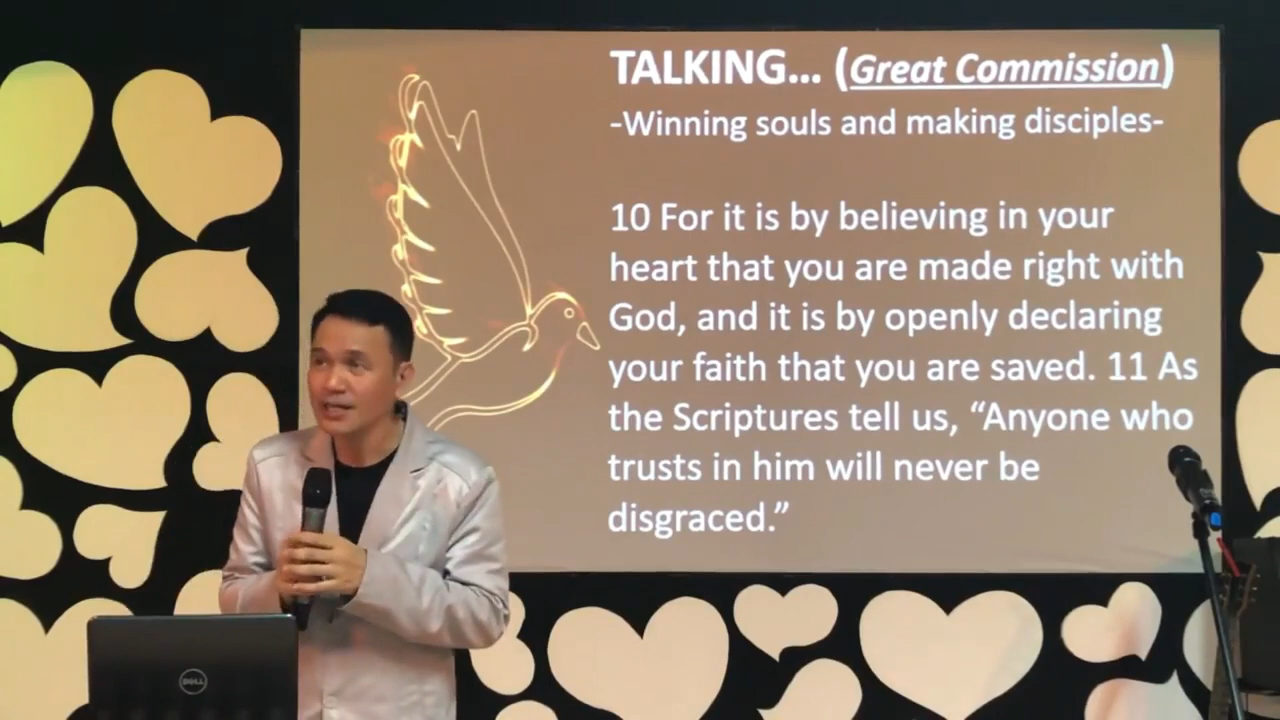 TALKING... (Great Commission)
-Winning souls and making disciples-
10 For it is by believing in your
heart that you are made right with
God, and it is by openly declaring
your faith that you are saved. 11 As
the Scriptures tell us, “Anyone who
trusts in him will never be
disgraced.”
DELL